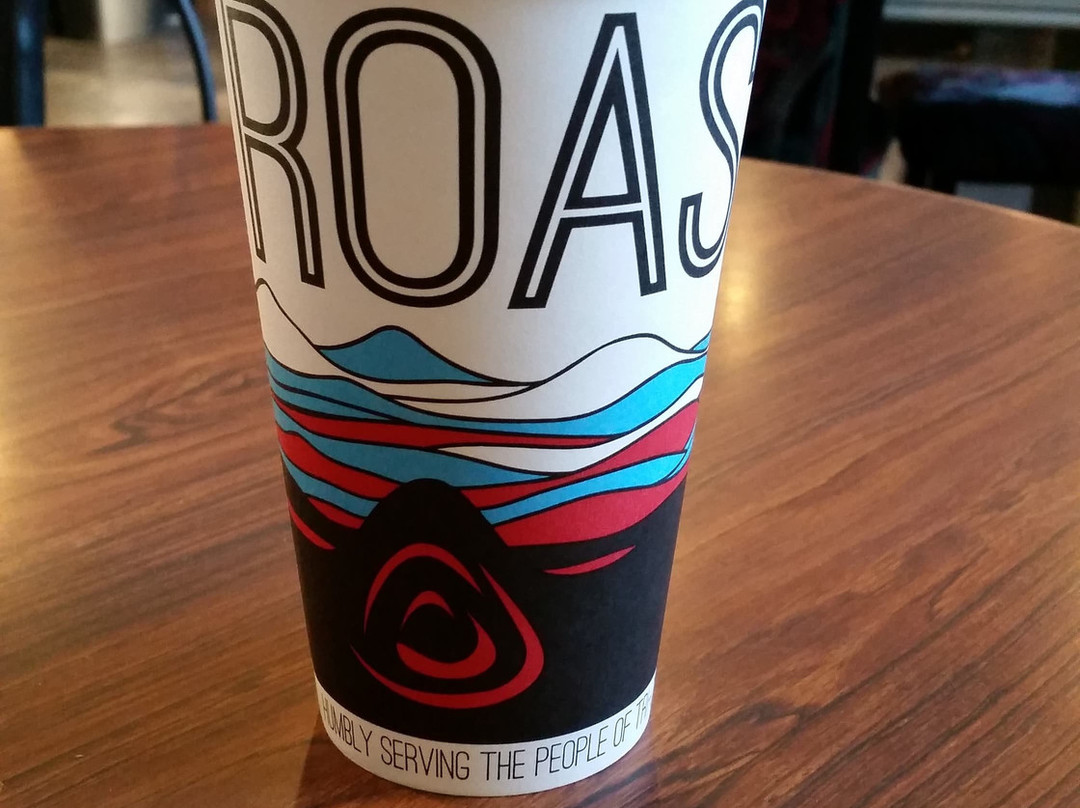 ROAS
HUMBLY SERVING THE PEOPLE OF